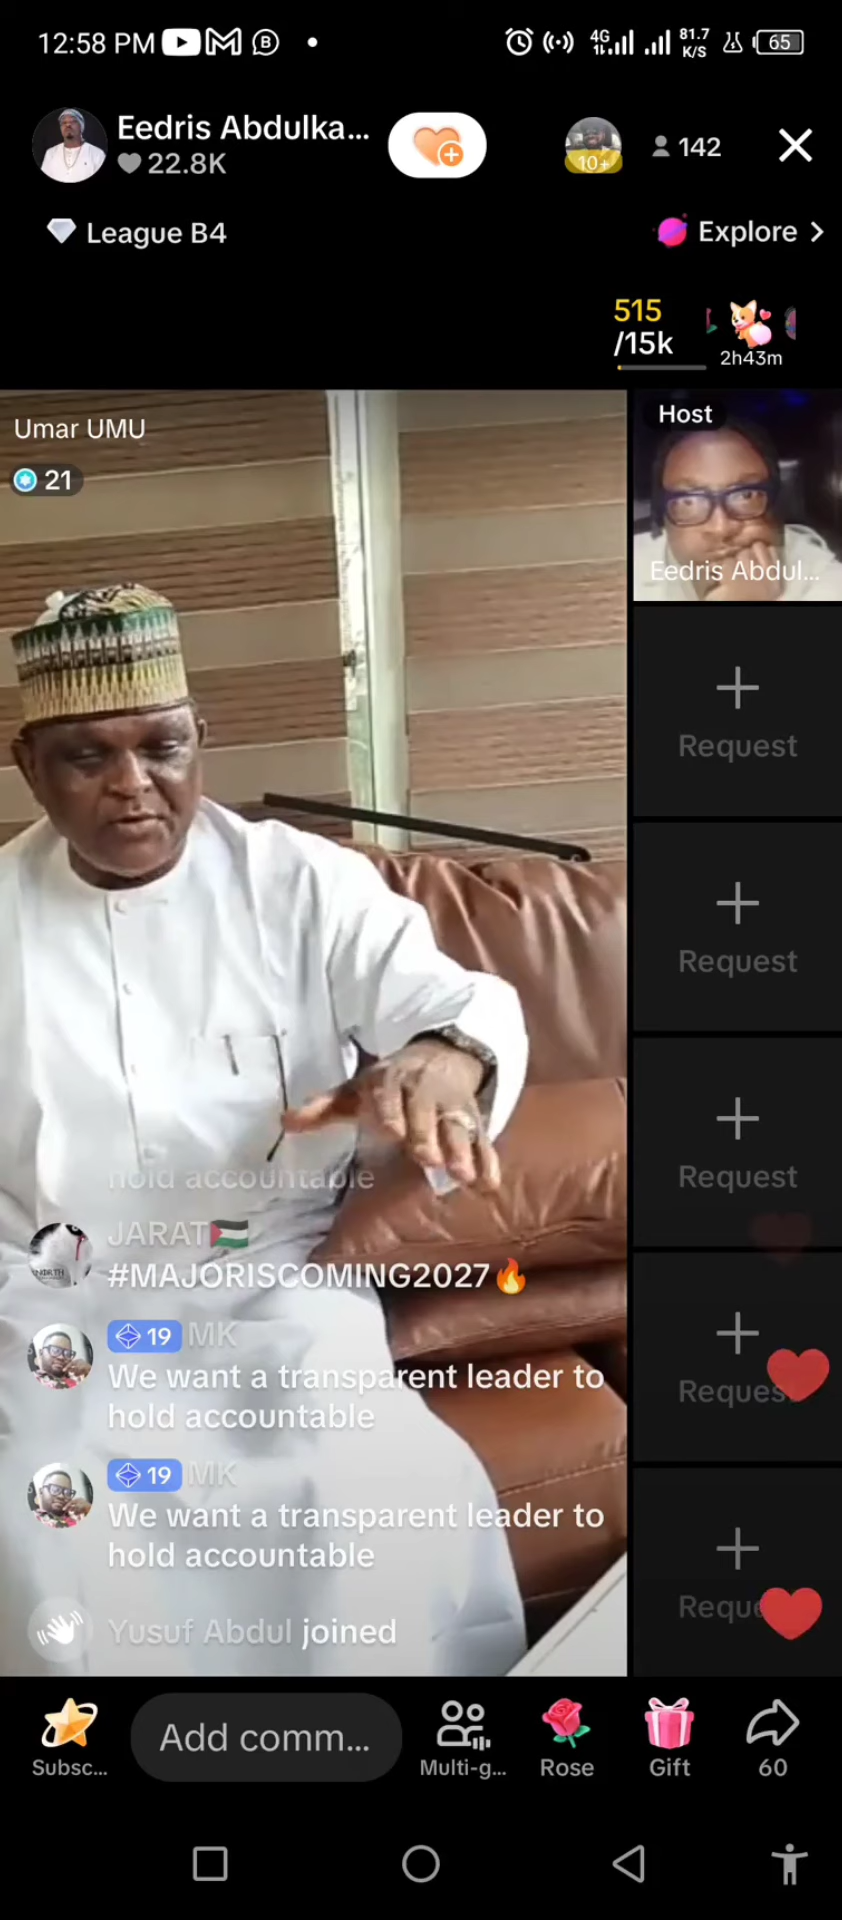 12:58 PM
4G
81.7
K/S
65
Eedris Abdulka...
22.8K
10+
142
League B4
Explore >
515
/15k
2h43m
Umar UMU
21
Host
Eedris Abdul...
Request
Request
Request
Request
Reque
hold accountable
JARAT🇵🇸
#MAJORISCOMING2027🔥
19 MK
We want a transparent leader to
hold accountable
19 MK
We want a transparent leader to
hold accountable
Yusuf Abdul joined
Subsc...
Add comm...
Multi-g...
Rose
Gift
60